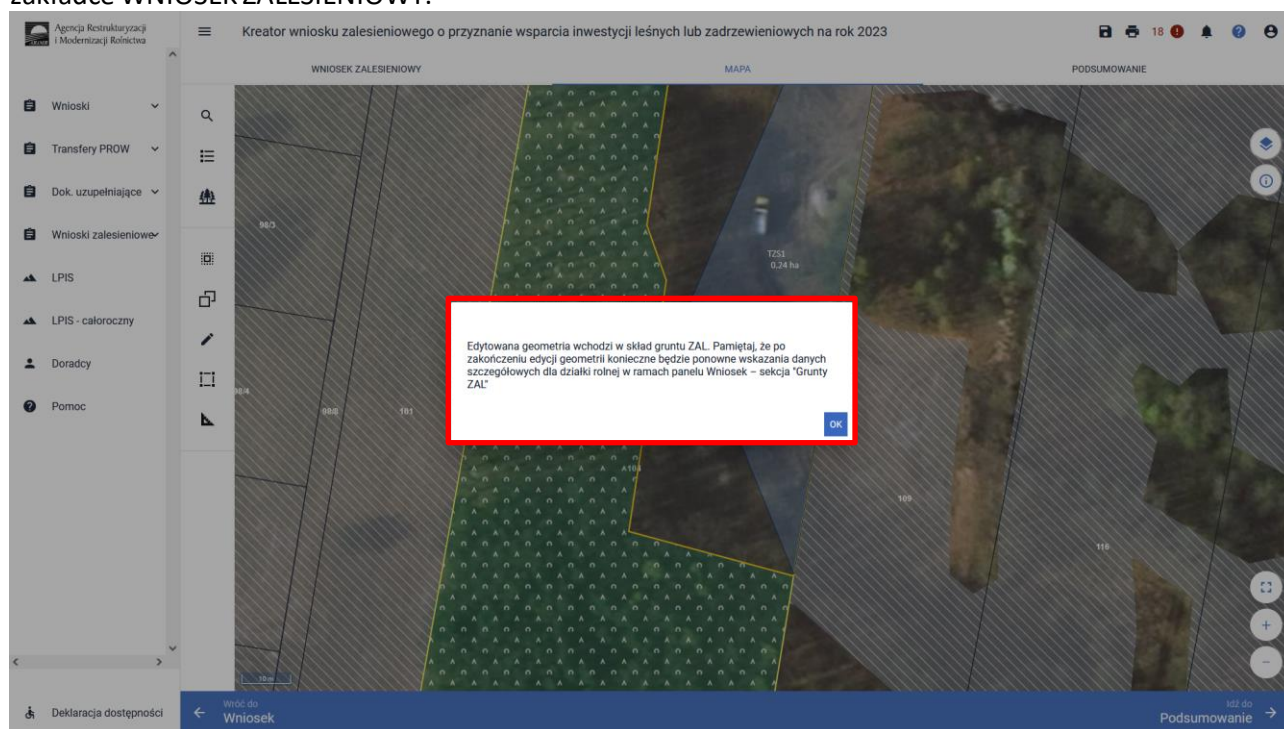 zakładce WNIOSEK ZALESIENIOWY.
Agencja Restrukturyzacji
i Modernizacji Rolnictwa
Kreator wniosku zalesieniowego o przyznanie wsparcia inwestycji leśnych lub zadrzewieniowych na rok 2023
18
WNIOSEK ZALESIENIOWY
MAPA
PODSUMOWANIE
Wnioski
Transfery PROW
Dok. uzupełniające
Wnioski zalesieniowe
LPIS
LPIS - całoroczny
Doradcy
Pomoc
98/3
TZS1
0,24 ha
Edytowana geometria wchodzi w skład gruntu ZAL. Pamiętaj, że po
zakończeniu edycji geometrii konieczne będzie ponowne wskazania danych
szczegółowych dla działki rolnej w ramach panelu Wniosek – sekcja "Grunty
ZAL"
OK
98/4
98/8
101
109
110
10 m
Deklaracja dostępności
Wróć do
Wniosek
Idź do
Podsumowanie